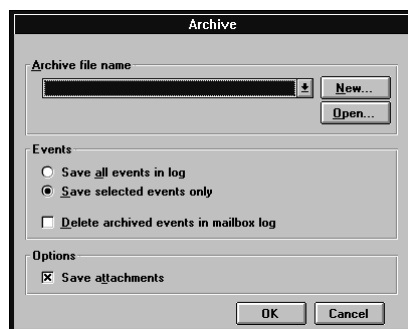 Archive
Archive file name
New...
Open...
Events
Save all events in log
Save selected events only
Delete archived events in mailbox log
Options
Save attachments
OK Cancel